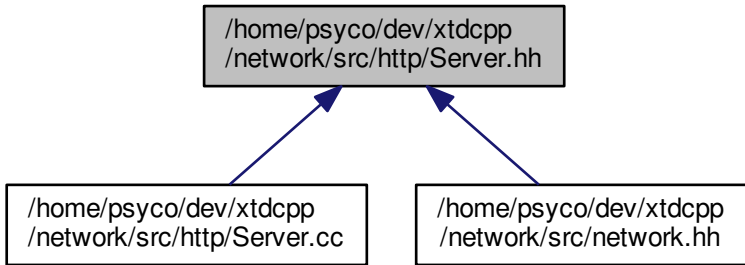 /home/psyco/dev/xtdcpp
/network/src/http/Server.hh
/home/psyco/dev/xtdcpp
/network/src/http/Server.cc
/home/psyco/dev/xtdcpp
/network/src/network.hh